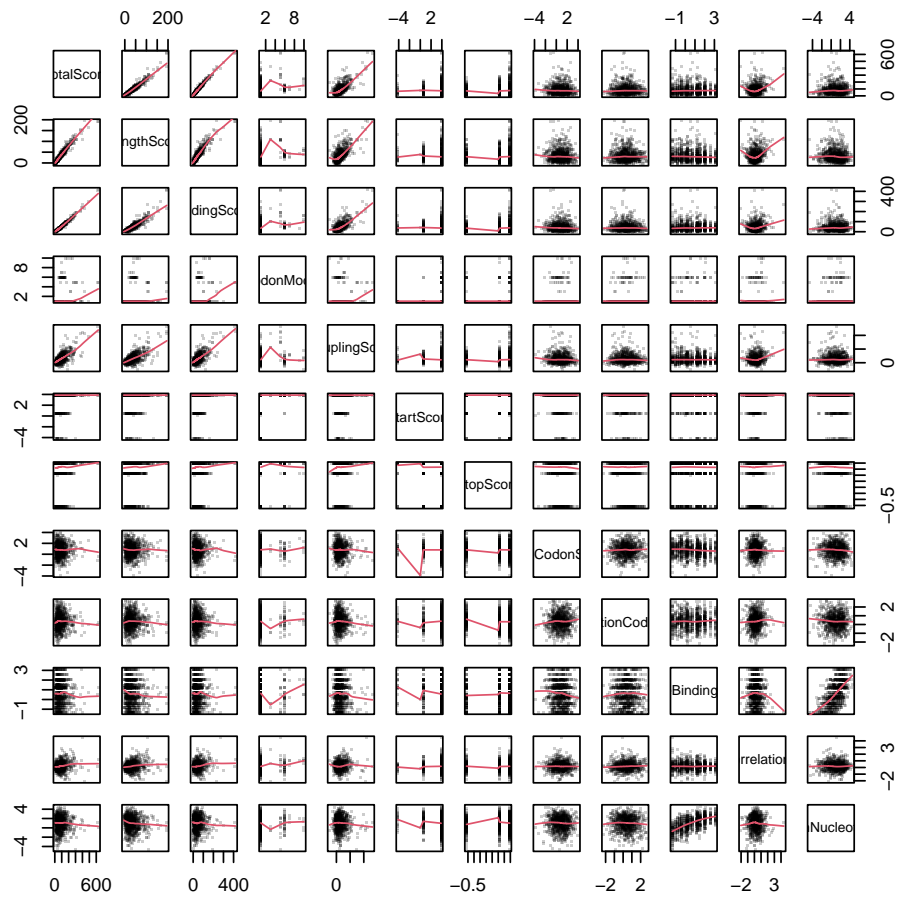 0 200 2 8 −4 2 −4 2 −1 3 −4 4
otalScor
0 600
0 200
ngthSco
dingSco
0 400
2 8
donMod
uplingSc
0
−4 2
tartScor
topScor
−0.5
−4 2
CodonS
tionCod
−2 2
−1 3
Binding
rrelation
−2 3
−4 4
Nucleo
0 600 0 400 0 −0.5 −2 2 −2 3